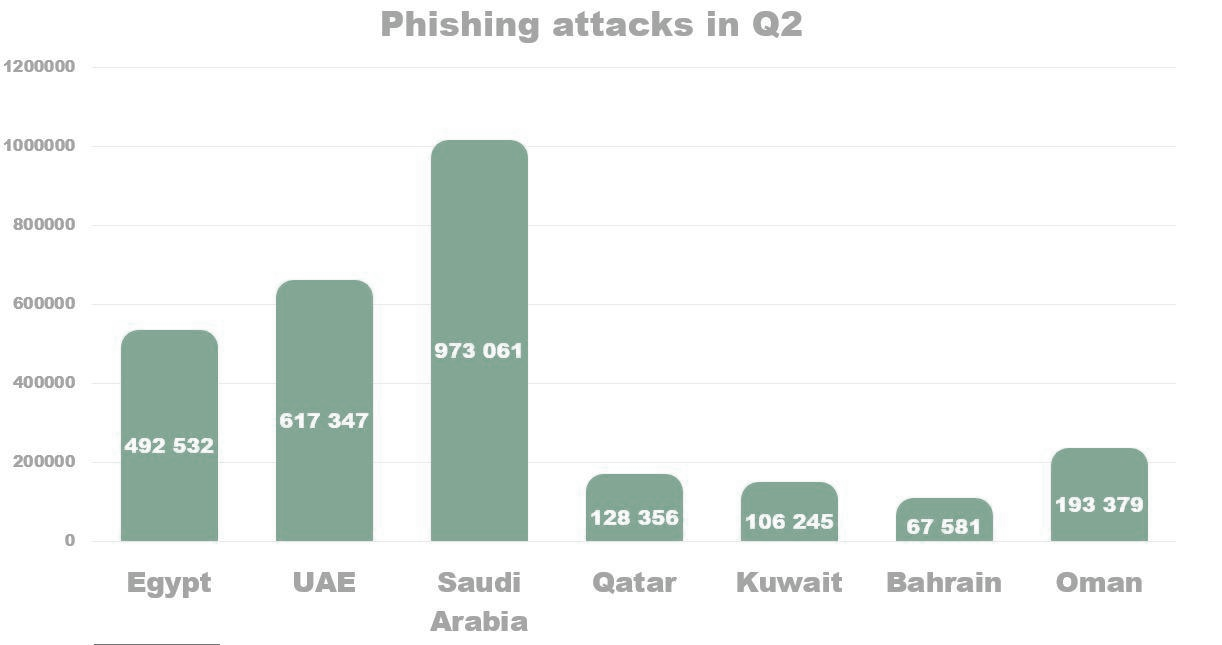 Phishing attacks in Q2
1200000
1000000
800000
600000
400000
200000
0
492 532
617 347
973 061
128 356
106 245
67 581
193 379
Egypt
UAE
Saudi
Arabia
Qatar
Kuwait
Bahrain
Oman